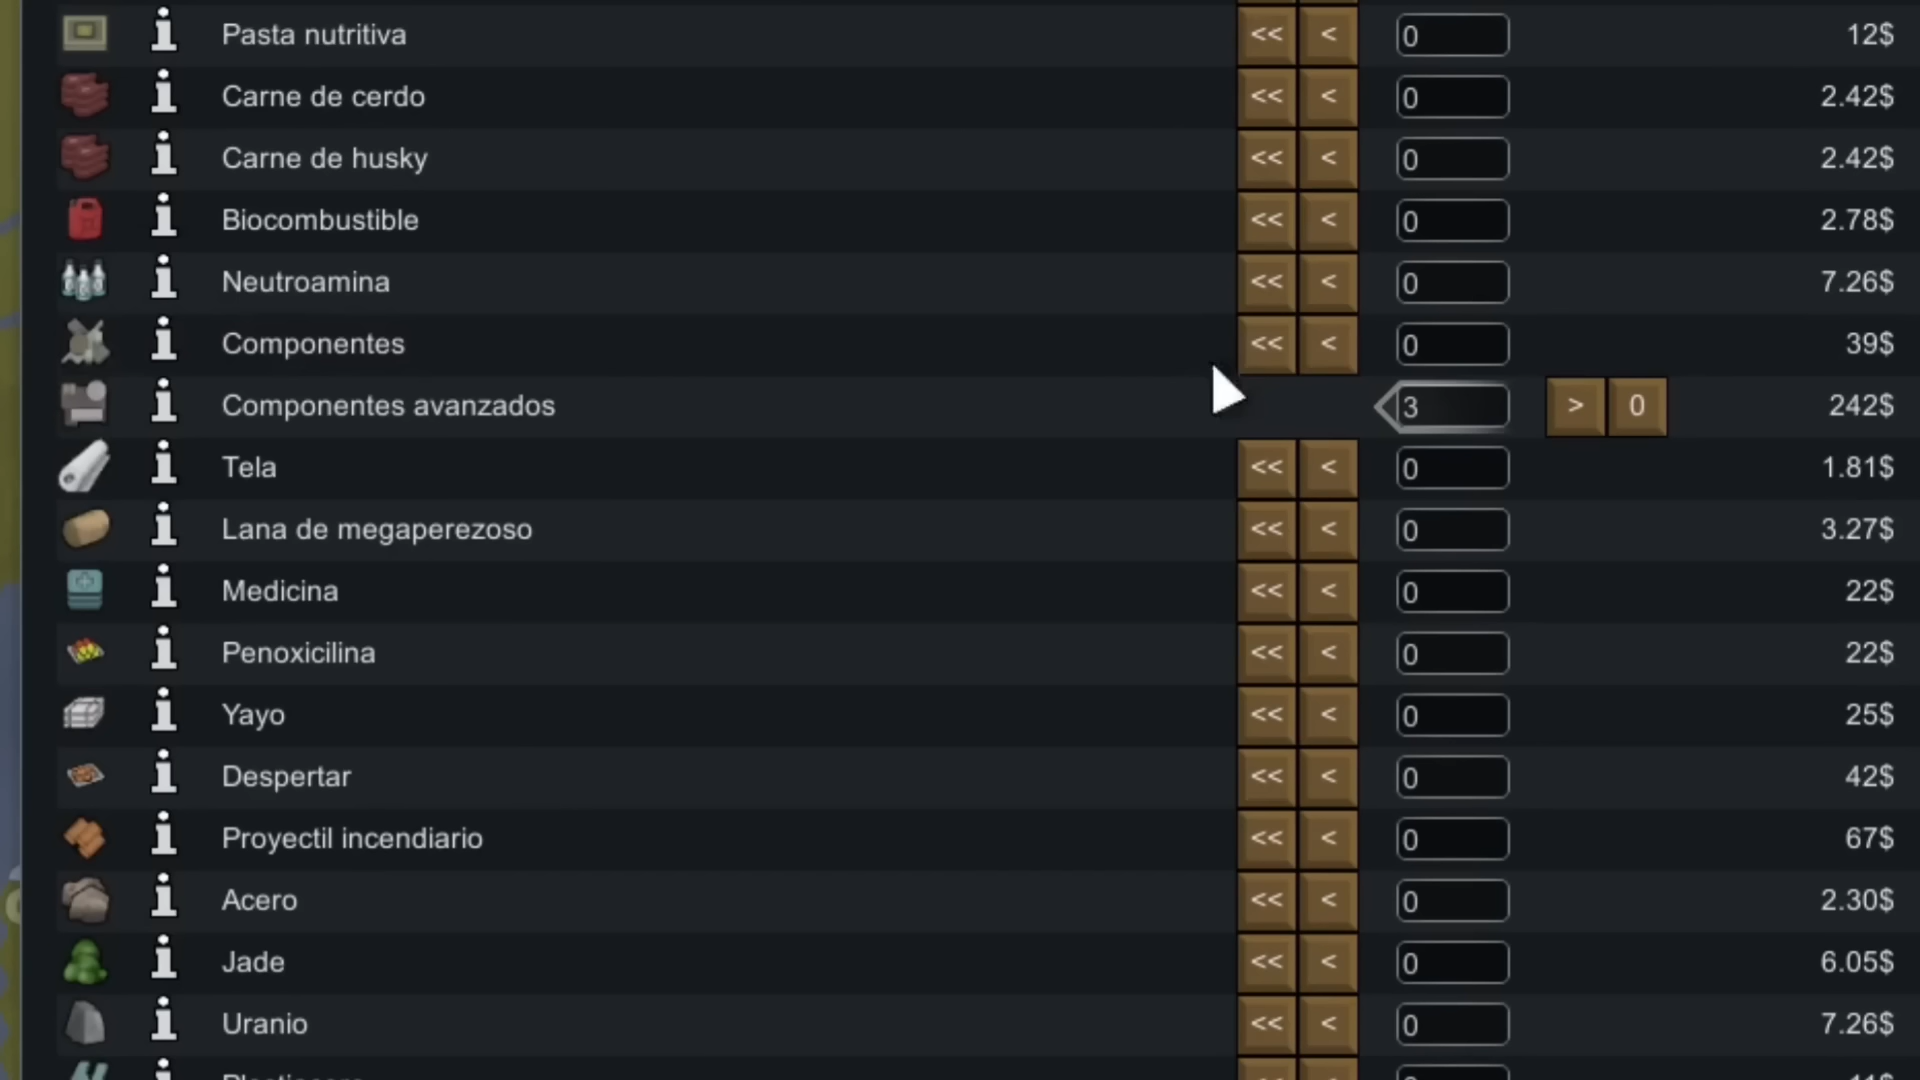 Pasta nutritiva << < 0 12$
Carne de cerdo << < 0 2.42$
Carne de husky << < 0 2.42$
Biocombustible << < 0 2.78$
Neutroamina << < 0 7.26$
Componentes << < 0 39$
Componentes avanzados 3 > 0 242$
Tela << < 0 1.81$
Lana de megaperezoso << < 0 3.27$
Medicina << < 0 22$
Penoxicilina << < 0 22$
Yayo << < 0 25$
Despertar << < 0 42$
Proyectil incendiario << < 0 67$
Acero << < 0 2.30$
Jade << < 0 6.05$
Uranio << < 0 7.26$